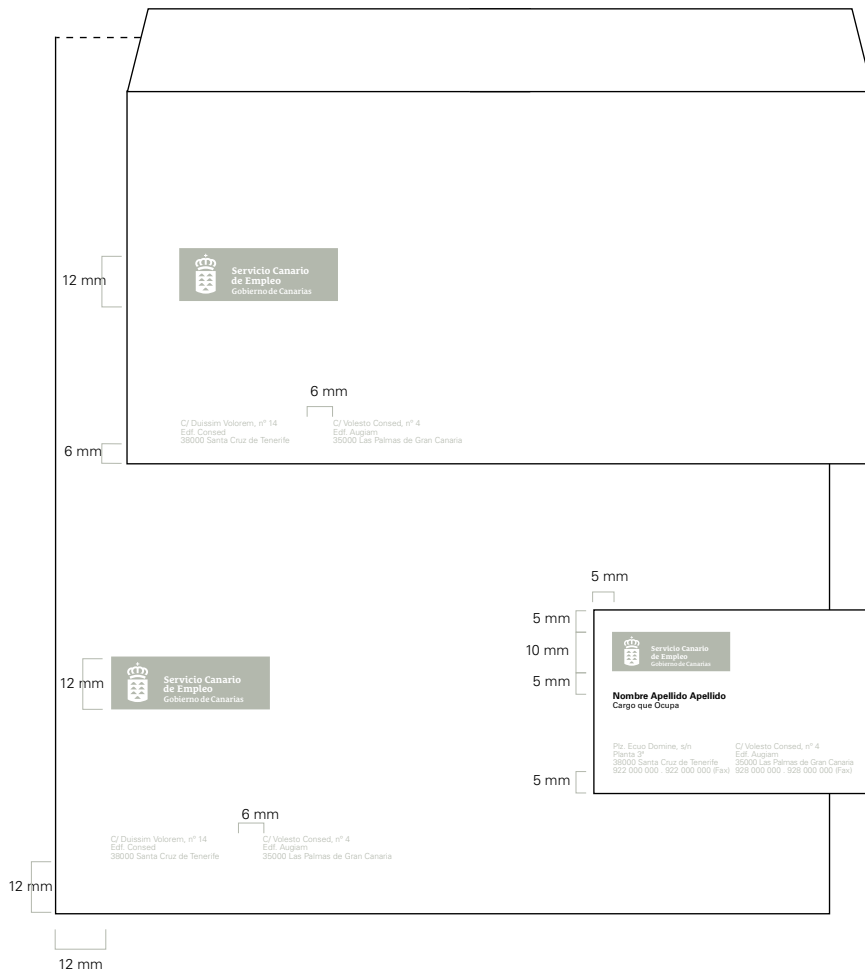 12 mm
Servicio Canario
de Empleo
Gobierno de Canarias
6 mm
C/ Duissim Volorem, nº 14
Edf. Consed
38000 Santa Cruz de Tenerife
C/ Volesto Consed, nº 4
Edf. Augiam
35000 Las Palmas de Gran Canaria
6 mm
5 mm
5 mm
10 mm
5 mm
Servicio Canario
de Empleo
Gobierno de Canarias
Nombre Apellido Apellido
Cargo que Ocupa
Plz. Ecuo Domine, s/n
Planta 3ª
38000 Santa Cruz de Tenerife
922 000 000 . 922 000 000 (Fax)
C/ Volesto Consed, nº 4
Edf. Augiam
35000 Las Palmas de Gran Canaria
928 000 000 . 928 000 000 (Fax)
5 mm
12 mm
Servicio Canario
de Empleo
Gobierno de Canarias
6 mm
C/ Duissim Volorem, nº 14
Edf. Consed
38000 Santa Cruz de Tenerife
C/ Volesto Consed, nº 4
Edf. Augiam
35000 Las Palmas de Gran Canaria
12 mm
12 mm